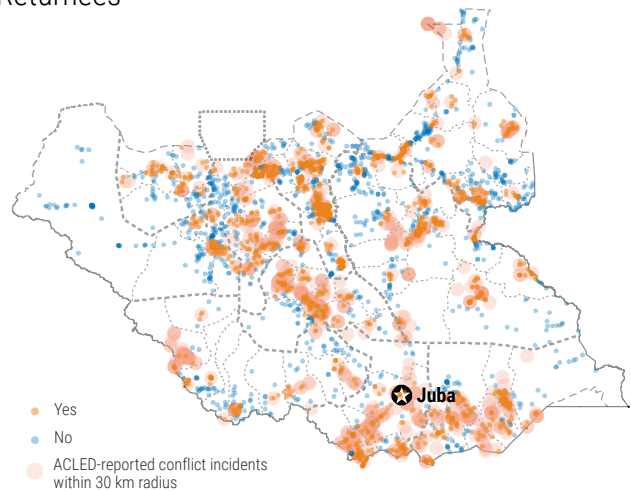 Returnees
Juba
Yes
No
ACLED-reported conflict incidents
within 30 km radius